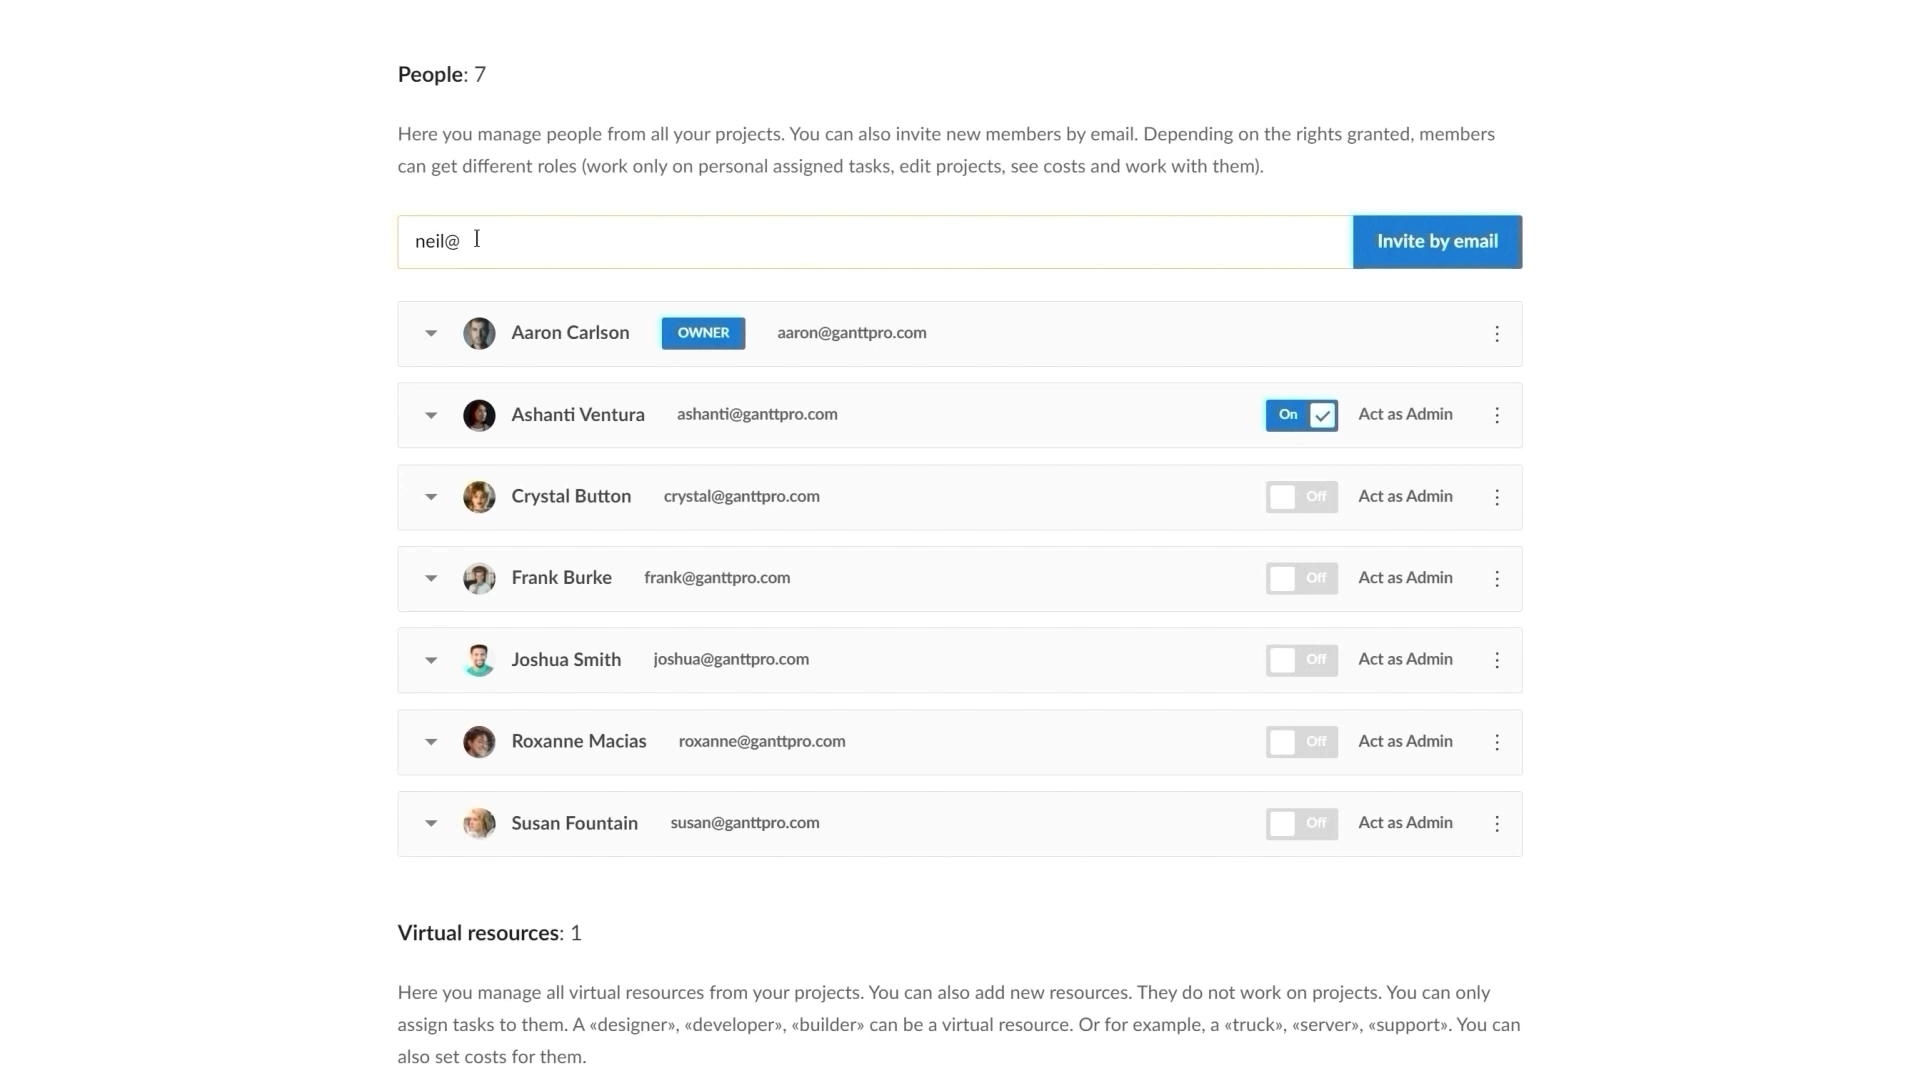 People: 7
Here you manage people from all your projects. You can also invite new members by email. Depending on the rights granted, members
can get different roles (work only on personal assigned tasks, edit projects, see costs and work with them).
neil@ Invite by email
Aaron Carlson OWNER aaron@ganttpro.com
Ashanti Ventura ashanti@ganttpro.com On Act as Admin
Crystal Button crystal@ganttpro.com Off Act as Admin
Frank Burke frank@ganttpro.com Off Act as Admin
Joshua Smith joshua@ganttpro.com Off Act as Admin
Roxanne Macias roxanne@ganttpro.com Off Act as Admin
Susan Fountain susan@ganttpro.com Off Act as Admin
Virtual resources: 1
Here you manage all virtual resources from your projects. You can also add new resources. They do not work on projects. You can only
assign tasks to them. A «designer», «developer», «builder» can be a virtual resource. Or for example, a «truck», «server», «support». You can
also set costs for them.